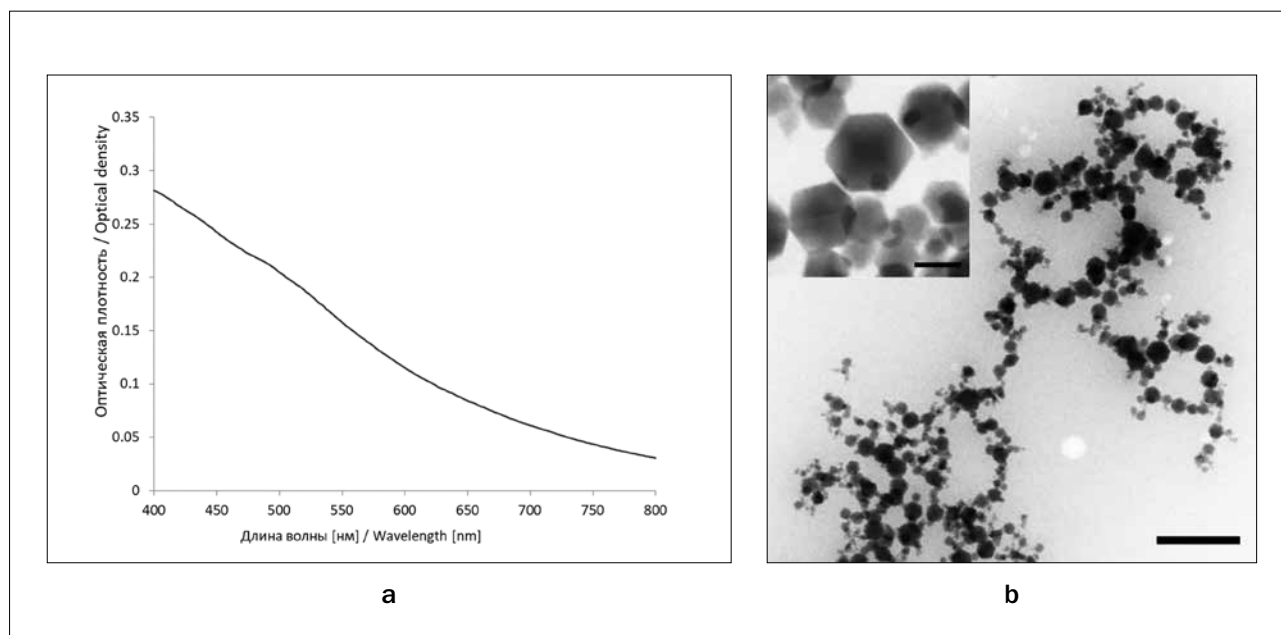 0.35
0.3
0.25
0.2
0.15
0.1
0.05
0
Оптическая плотность / Optical density
400 450 500 550 600 650 700 750 800
Длина волны [нм] / Wavelength [nm]
a
b